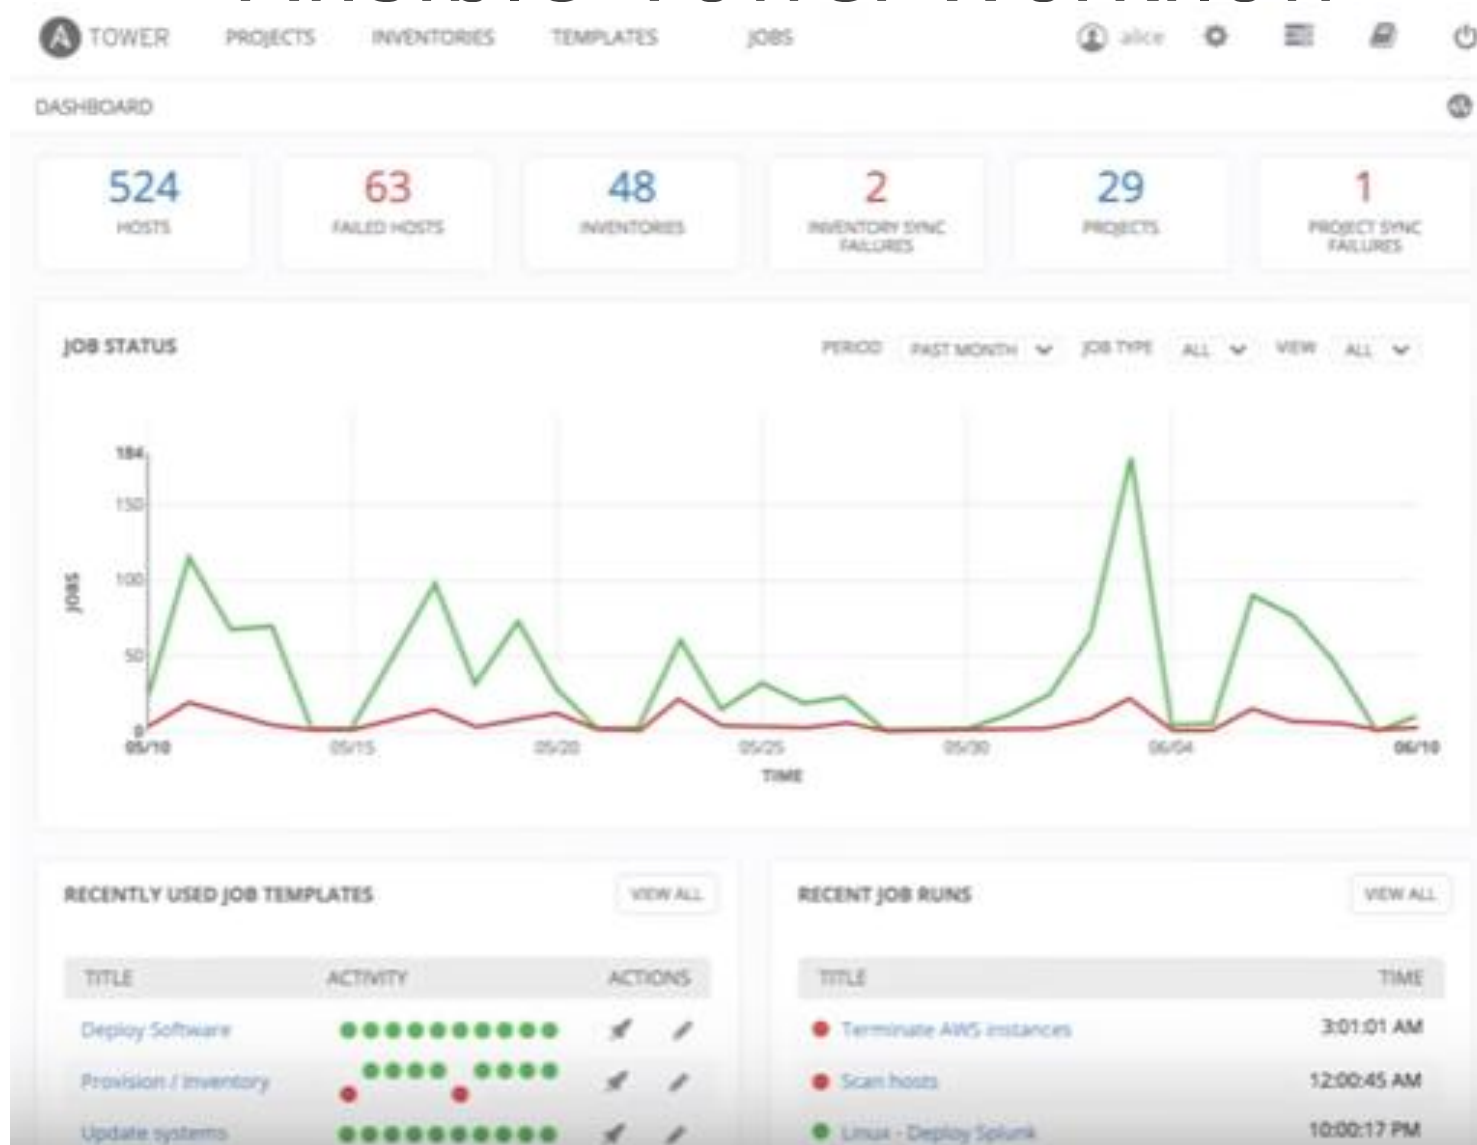 Ansible Tower Workflow
A TOWER PROJECTS INVENTORIES TEMPLATES JOBS alice
DASHBOARD
524 63 48 2 29 1
HOSTS FAILED HOSTS INVENTORIES INVENTORY SYNC FAILURES PROJECTS PROJECT SYNC FAILURES
JOB STATUS PERIOD PAST MONTH JOB TYPE ALL VIEW ALL
184
150
100
50
0
JOBS
05/10 05/15 05/20 05/25 05/30 06/04 06/10
TIME
RECENTLY USED JOB TEMPLATES VIEW ALL
TITLE ACTIVITY ACTIONS
Deploy Software
Provision / Inventory
Update systems
RECENT JOB RUNS VIEW ALL
TITLE TIME
Terminate AWS instances 3:01:01 AM
Scan hosts 12:00:45 AM
Linux - Deploy Splunk 10:00:17 PM